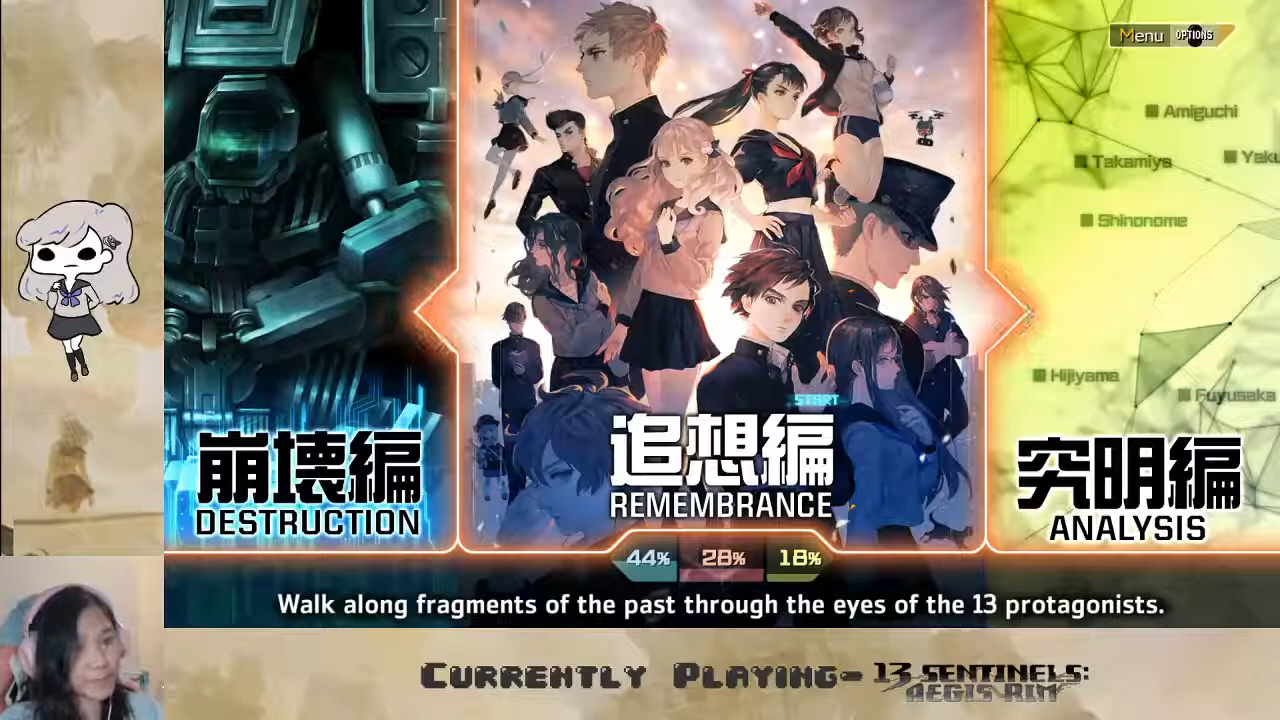 Menu OPTIONS
Amiguchi
Takamiya
Yaku
Shinonome
Hijiyama
Fuyusaka
START
崩壊編
DESTRUCTION
追想編
REMEMBRANCE
究明編
ANALYSIS
44% 28% 18%
Walk along fragments of the past through the eyes of the 13 protagonists.
Currently Playing- 13 SENTINELS:
AEGIS RIM